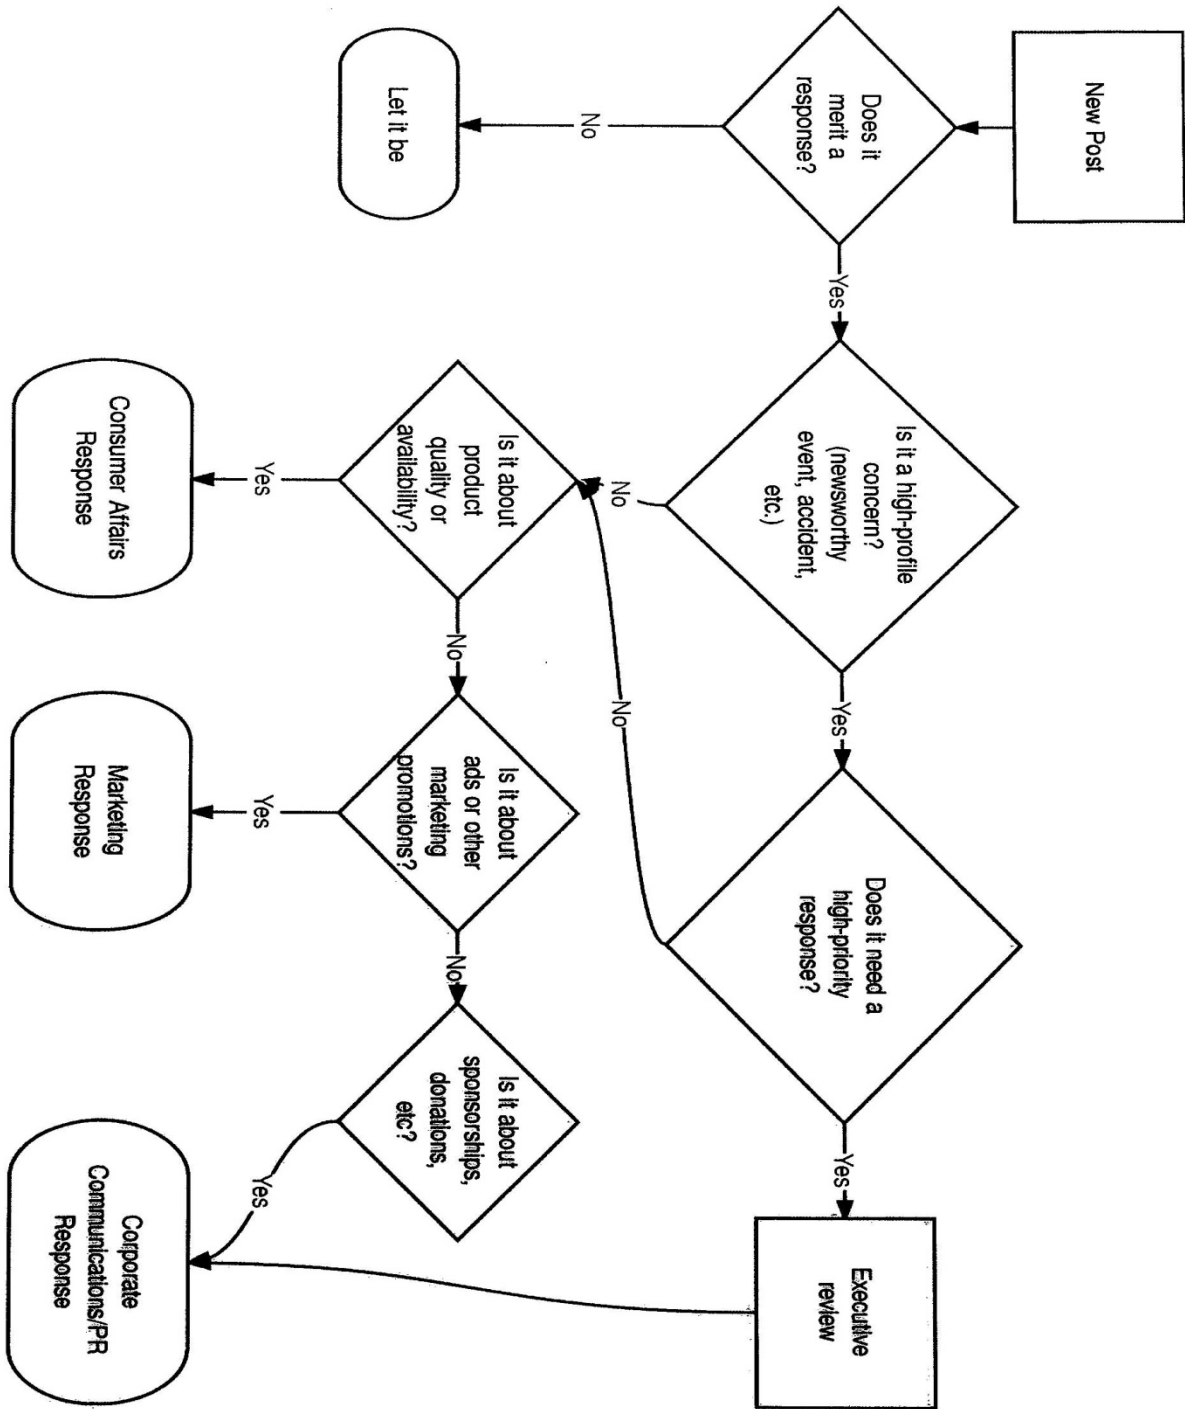 New Post
Does it
merit a
response?
No
Let it be
Yes
Is it a high-profile
concern?
(newsworthy
event, accident,
etc.)
No
Yes
Does it need a
high-priority
response?
No
Yes
Executive
review
Is it about
product
quality or
availability?
Yes
Consumer Affairs
Response
No
Is it about
ads or other
marketing
promotions?
Yes
Marketing
Response
No
Is it about
sponsorships,
donations,
etc?
Yes
Corporate
Communications/PR
Response